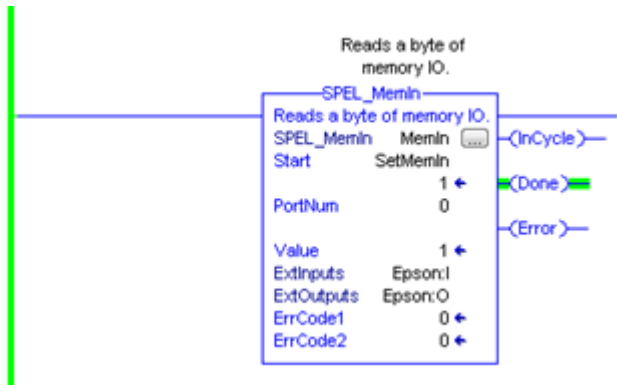 Reads a byte of
memory IO.
SPEL_MemIn
Reads a byte of memory IO.
SPEL_MemIn MemIn ...
(InCycle)
Start SetMemIn
1
(Done)
PortNum 0
(Error)
Value 1
ExtInputs Epson:I
ExtOutputs Epson:O
ErrCode1 0
ErrCode2 0